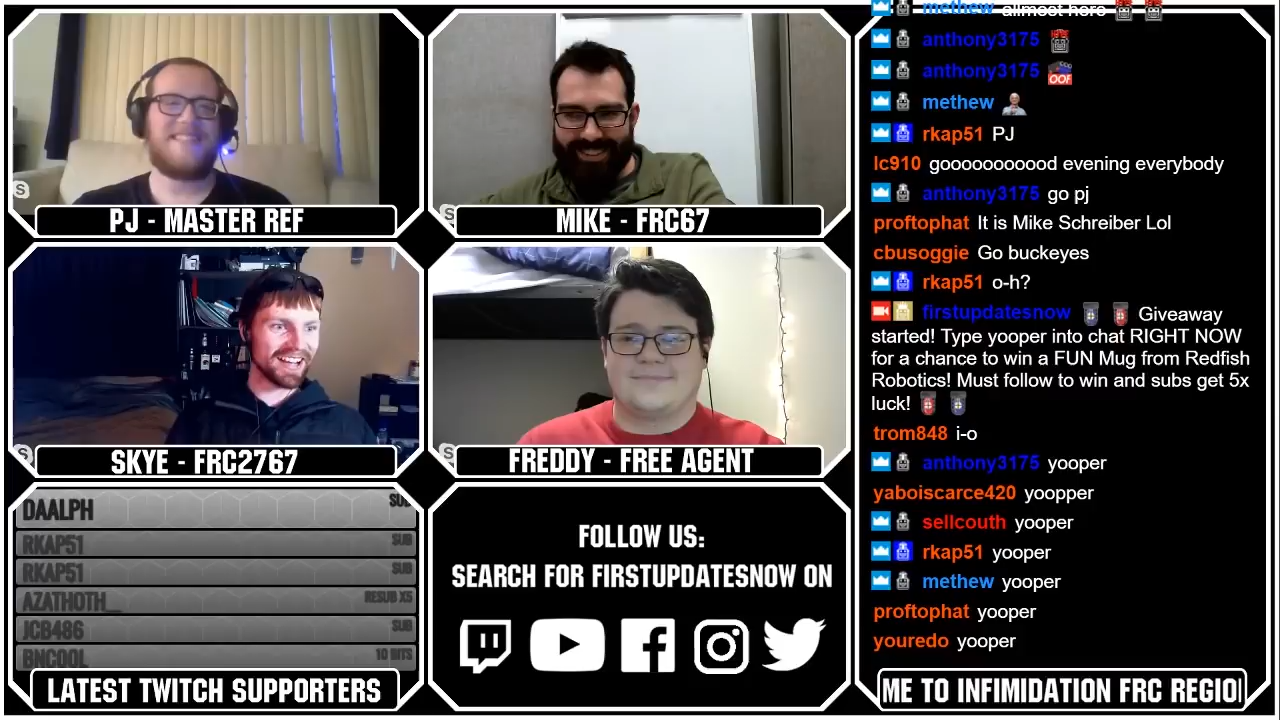 S
PJ - MASTER REF
S
MIKE - FRC67
S
SKYE - FRC2767
S
FREDDY - FREE AGENT
DAALPH SUB
RKAP51 SUB
RKAP51 SUB
AZATHOTH__ RESUB X5
JCB486 SUB
BNCOOL 10 BITS
LATEST TWITCH SUPPORTERS
FOLLOW US:
SEARCH FOR FIRSTUPDATESNOW ON
methew allmost here
anthony3175
anthony3175 OOF
methew
rkap51 PJ
lc910 gooooooooood evening everybody
anthony3175 go pj
proftophat It is Mike Schreiber Lol
cbusoggie Go buckeyes
rkap51 o-h?
firstupdatesnow Giveaway
started! Type yooper into chat RIGHT NOW
for a chance to win a FUN Mug from Redfish
Robotics! Must follow to win and subs get 5x
luck!
trom848 i-o
anthony3175 yooper
yaboiscarce420 yoopper
sellcouth yooper
rkap51 yooper
methew yooper
proftophat yooper
youredo yooper
ME TO INFIMIDATION FRC REGIO